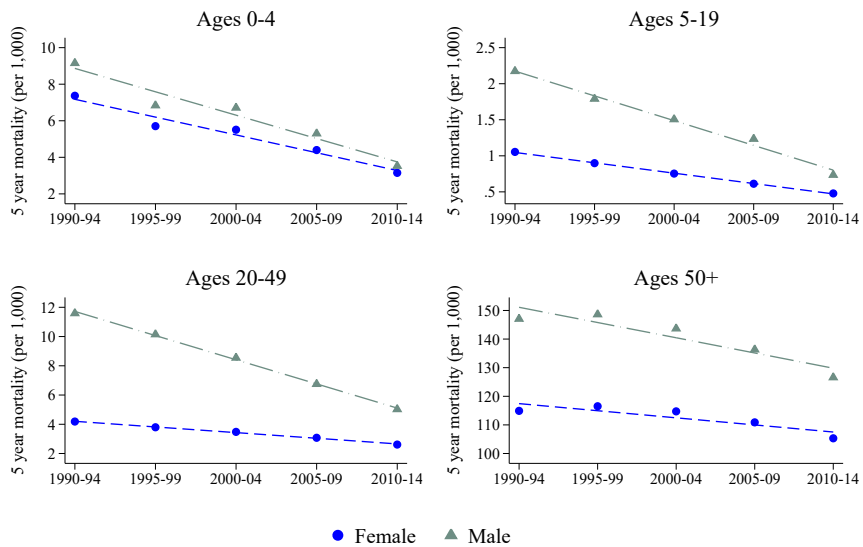 Ages 0-4
5 year mortality (per 1,000)
10
8
6
4
2
1990-94 1995-99 2000-04 2005-09 2010-14
Ages 5-19
5 year mortality (per 1,000)
2.5
2
1.5
1
.5
1990-94 1995-99 2000-04 2005-09 2010-14
Ages 20-49
5 year mortality (per 1,000)
12
10
8
6
4
2
1990-94 1995-99 2000-04 2005-09 2010-14
Ages 50+
5 year mortality (per 1,000)
150
140
130
120
110
100
1990-94 1995-99 2000-04 2005-09 2010-14
Female Male